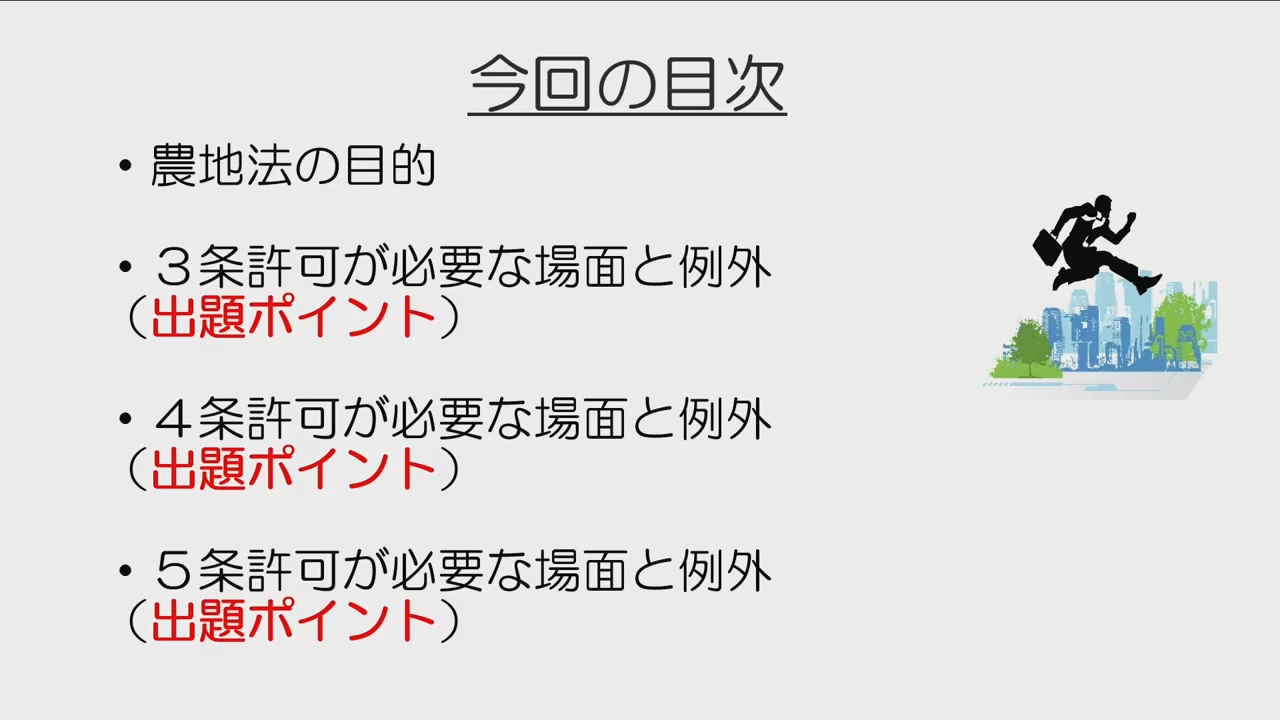 今回の目次
• 農地法の目的
• ３条許可が必要な場面と例外
（出題ポイント）
• ４条許可が必要な場面と例外
（出題ポイント）
• ５条許可が必要な場面と例外
（出題ポイント）